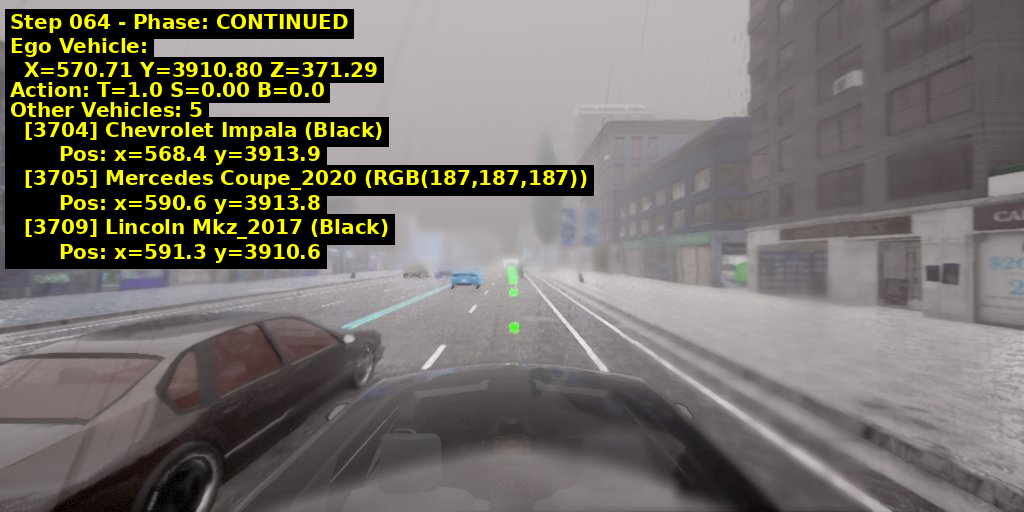 Step 064 - Phase: CONTINUED
Ego Vehicle:
X=570.71 Y=3910.80 Z=371.29
Action: T=1.0 S=0.00 B=0.0
Other Vehicles: 5
[3704] Chevrolet Impala (Black)
Pos: x=568.4 y=3913.9
[3705] Mercedes Coupe_2020 (RGB(187,187,187))
Pos: x=590.6 y=3913.8
[3709] Lincoln Mkz_2017 (Black)
Pos: x=591.3 y=3910.6